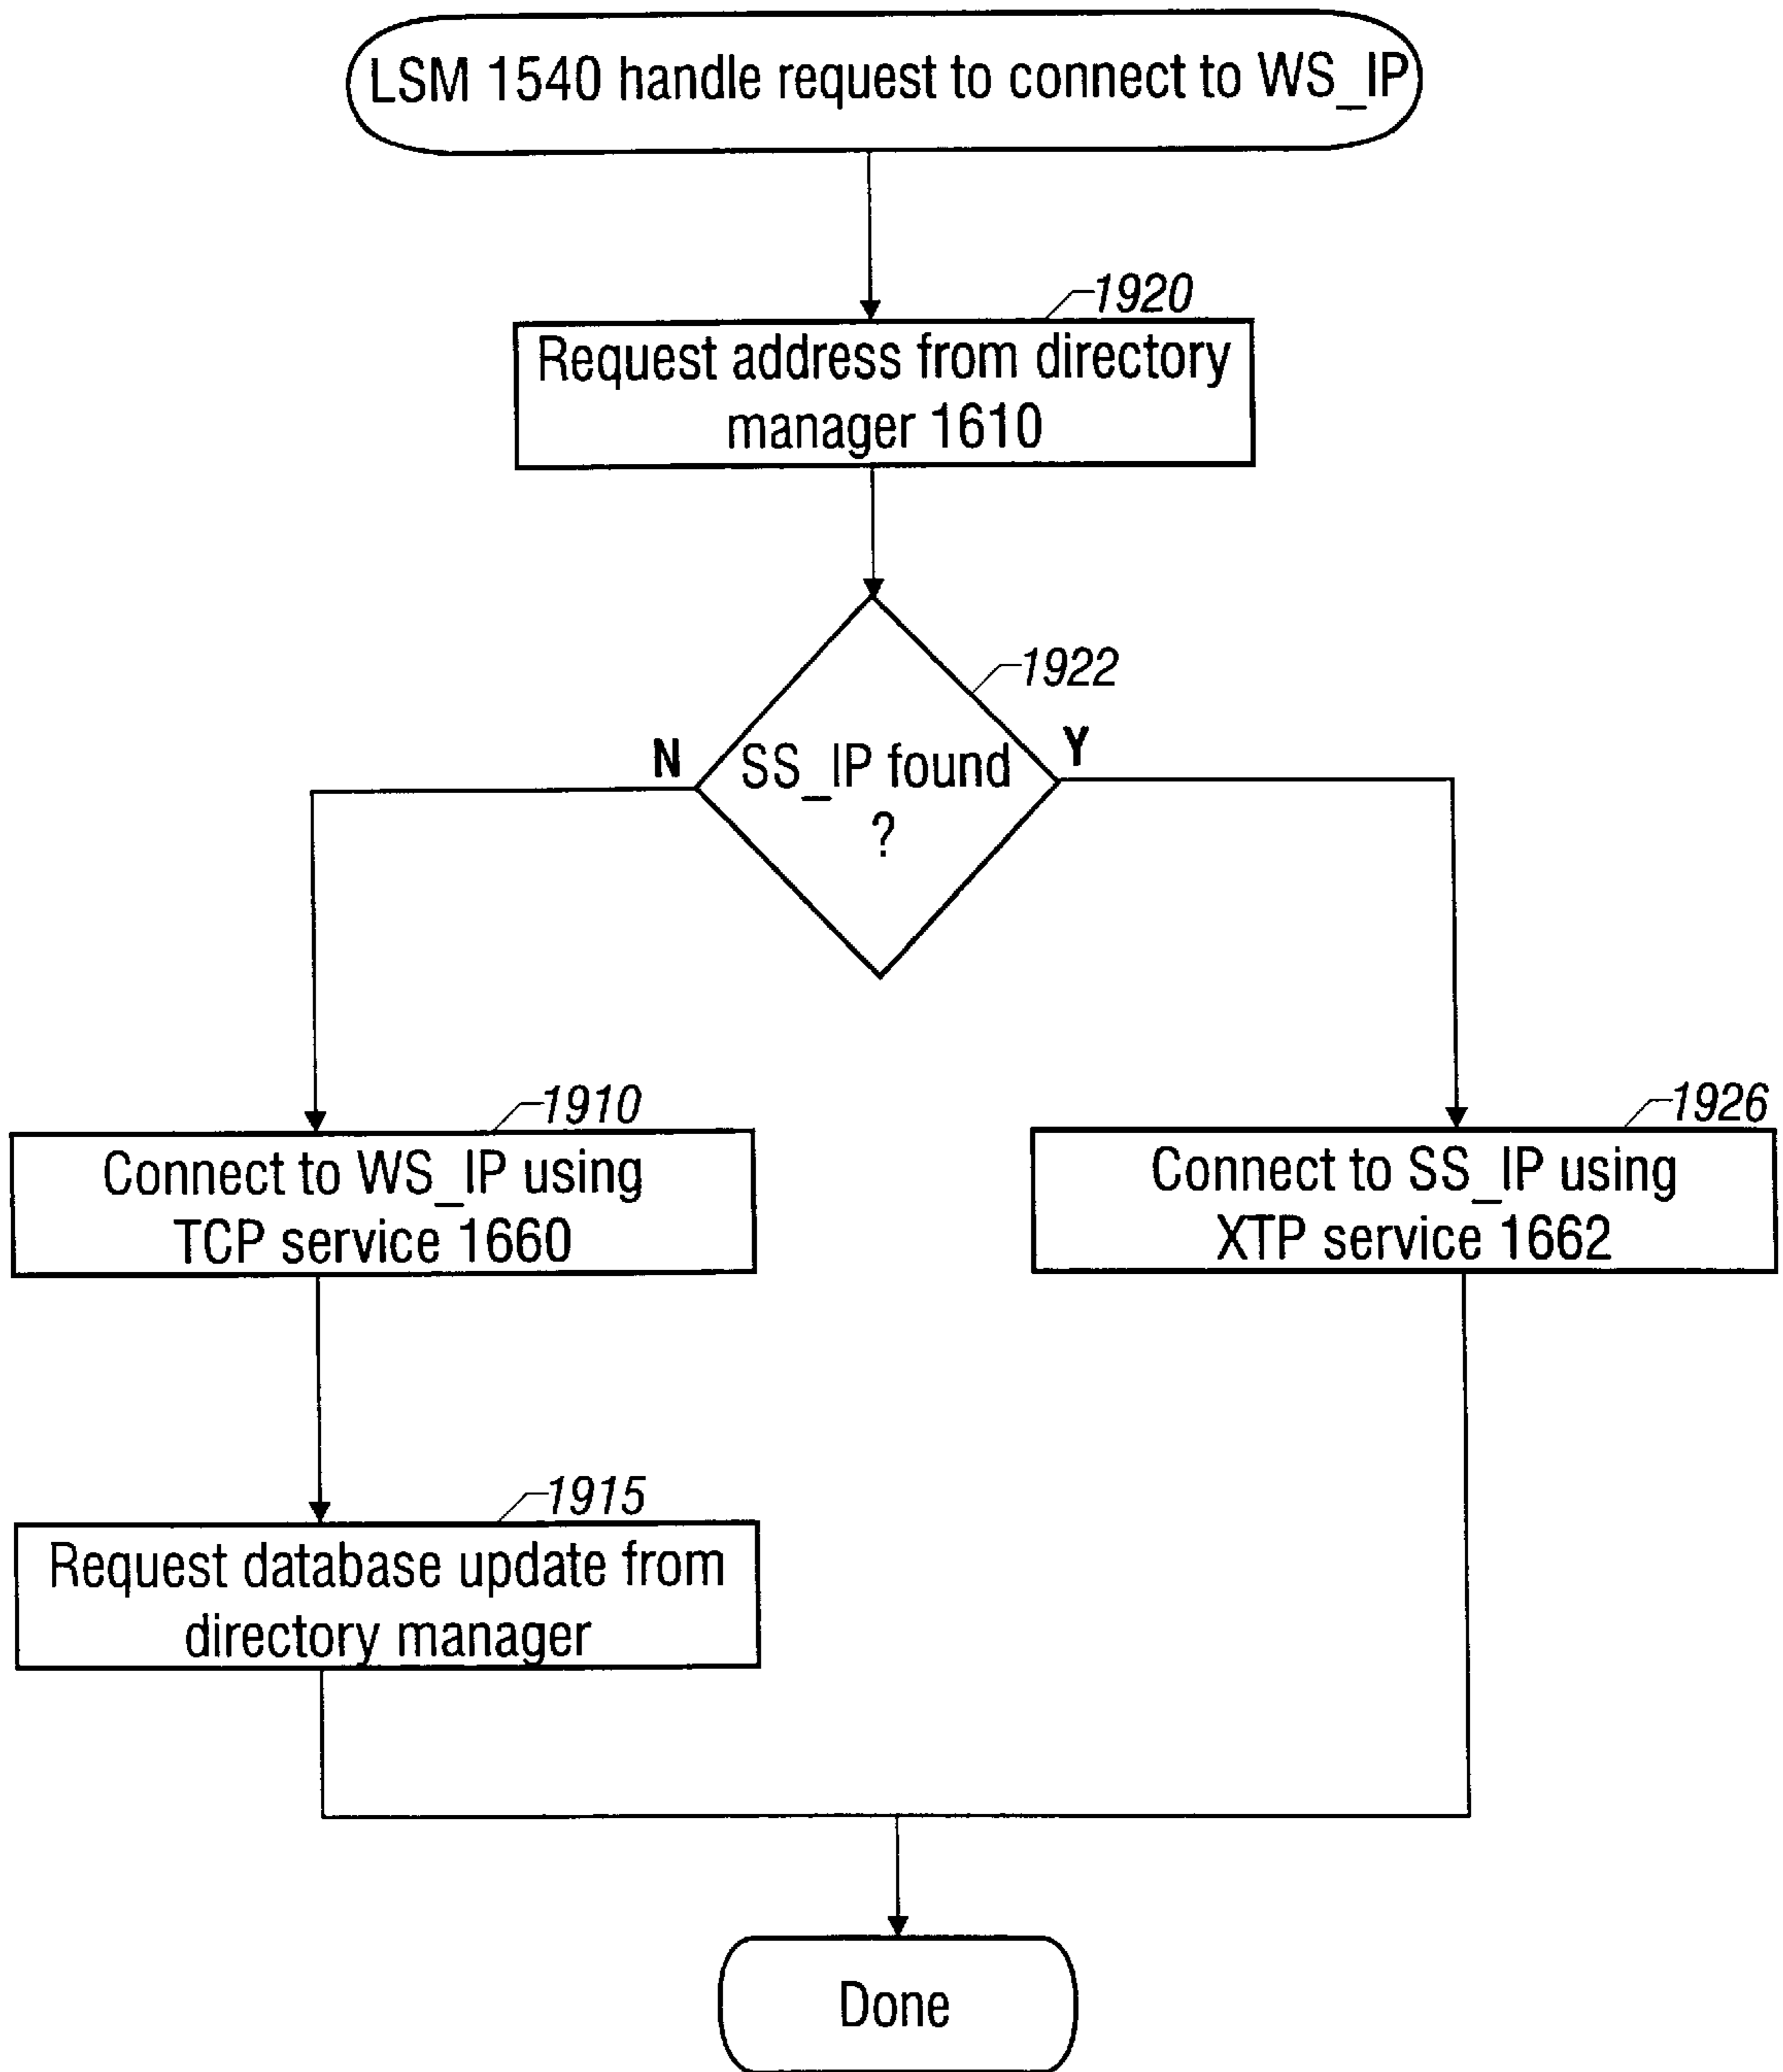 LSM 1540 handle request to connect to WS_IP
1920
Request address from directory
manager 1610
1922
N
SS_IP found
?
Y
1910
Connect to WS_IP using
TCP service 1660
1926
Connect to SS_IP using
XTP service 1662
1915
Request database update from
directory manager
Done